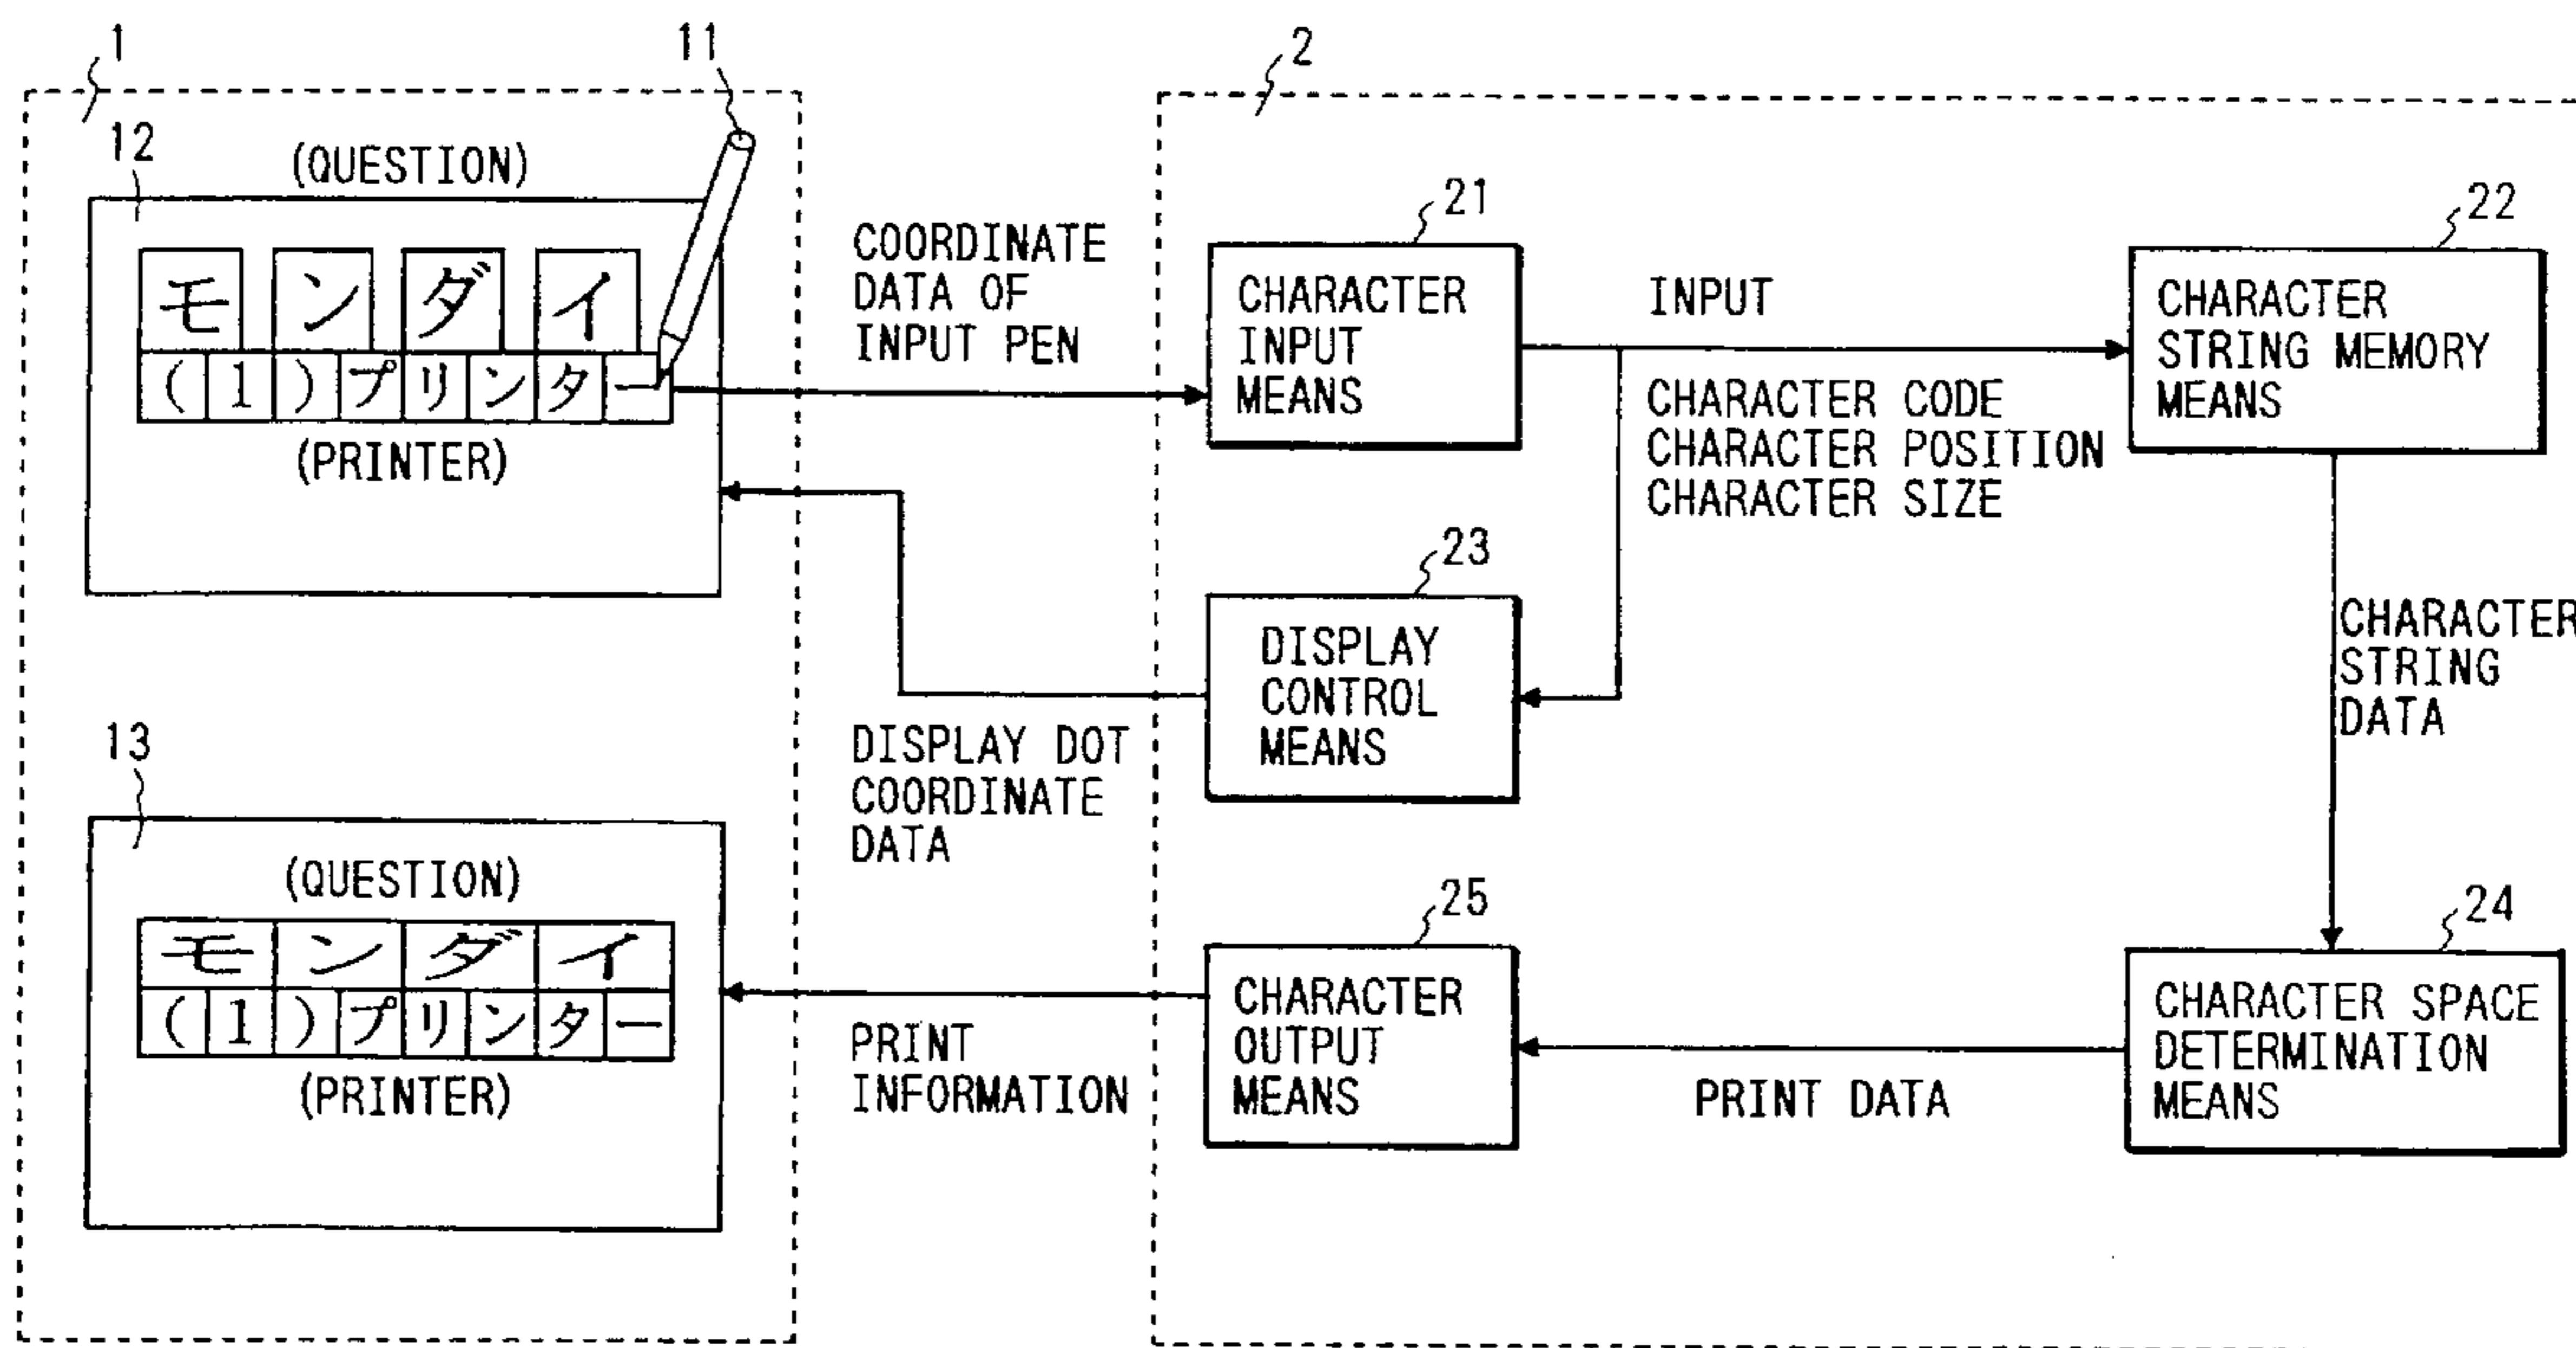 1
11
12
(QUESTION)
モンダイ
(1)プリンター
(PRINTER)
COORDINATE
DATA OF
INPUT PEN
13
(QUESTION)
モンダイ
(1)プリンター
(PRINTER)
DISPLAY DOT
COORDINATE
DATA
PRINT
INFORMATION
2
21
CHARACTER
INPUT
MEANS
INPUT
CHARACTER CODE
CHARACTER POSITION
CHARACTER SIZE
22
CHARACTER
STRING MEMORY
MEANS
23
DISPLAY
CONTROL
MEANS
CHARACTER
STRING
DATA
24
CHARACTER SPACE
DETERMINATION
MEANS
PRINT DATA
25
CHARACTER
OUTPUT
MEANS